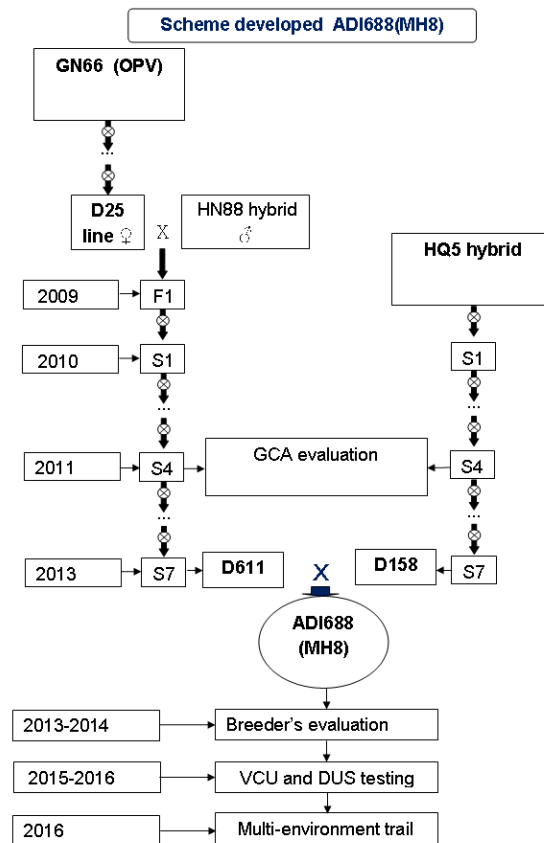 Scheme developed ADI688(MH8)
GN66 (OPV)
...
D25
line ♀
X
HN88 hybrid
♂
HQ5 hybrid
2009
F1
2010
S1
S1
...
...
2011
S4
GCA evaluation
S4
...
...
2013
S7
D611
X
D158
S7
ADI688
(MH8)
2013-2014
Breeder's evaluation
2015-2016
VCU and DUS testing
2016
Multi-environment trail